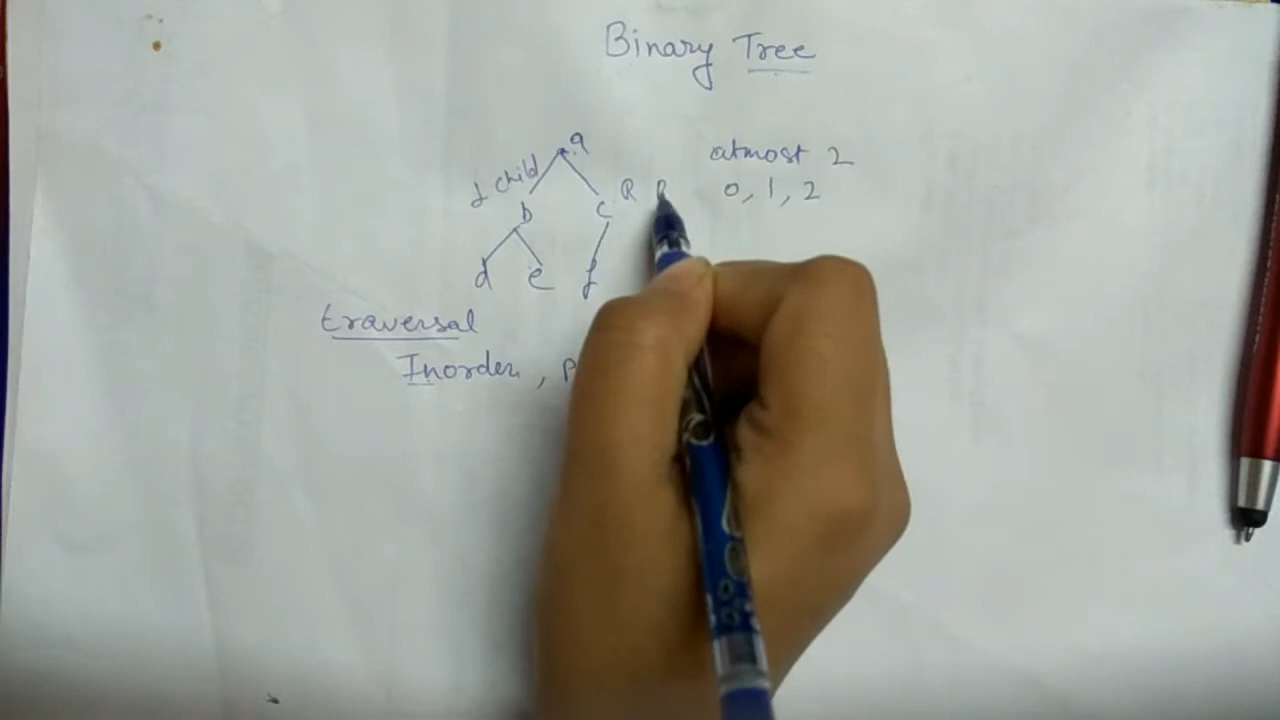 Binary Tree
a
atmost 2
L child
R R
0, 1, 2
b
c
d
e
f
traversal
Inorder, P